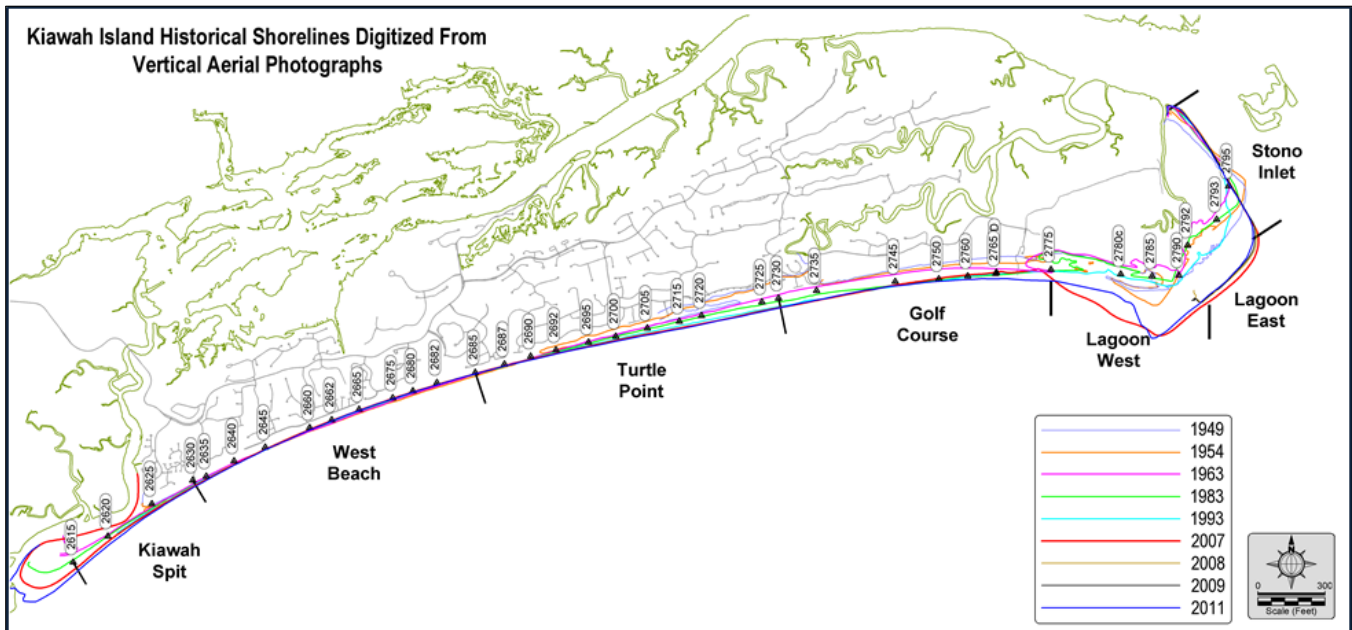 Kiawah Island Historical Shorelines Digitized From
Vertical Aerial Photographs
Stono
Inlet
2795
2793
2792
2790
2785
2780c
2775
2765 D
2760
2750
2745
2735
2730
2725
2720
2715
2705
2700
2695
2692
2690
2687
2685
2682
2680
2675
2665
2662
2660
2645
2640
2635
2630
2625
2620
2615
Lagoon
East
Lagoon
West
Golf
Course
Turtle
Point
West
Beach
Kiawah
Spit
1949
1954
1963
1983
1993
2007
2008
2009
2011
N
0 300
Scale (Feet)